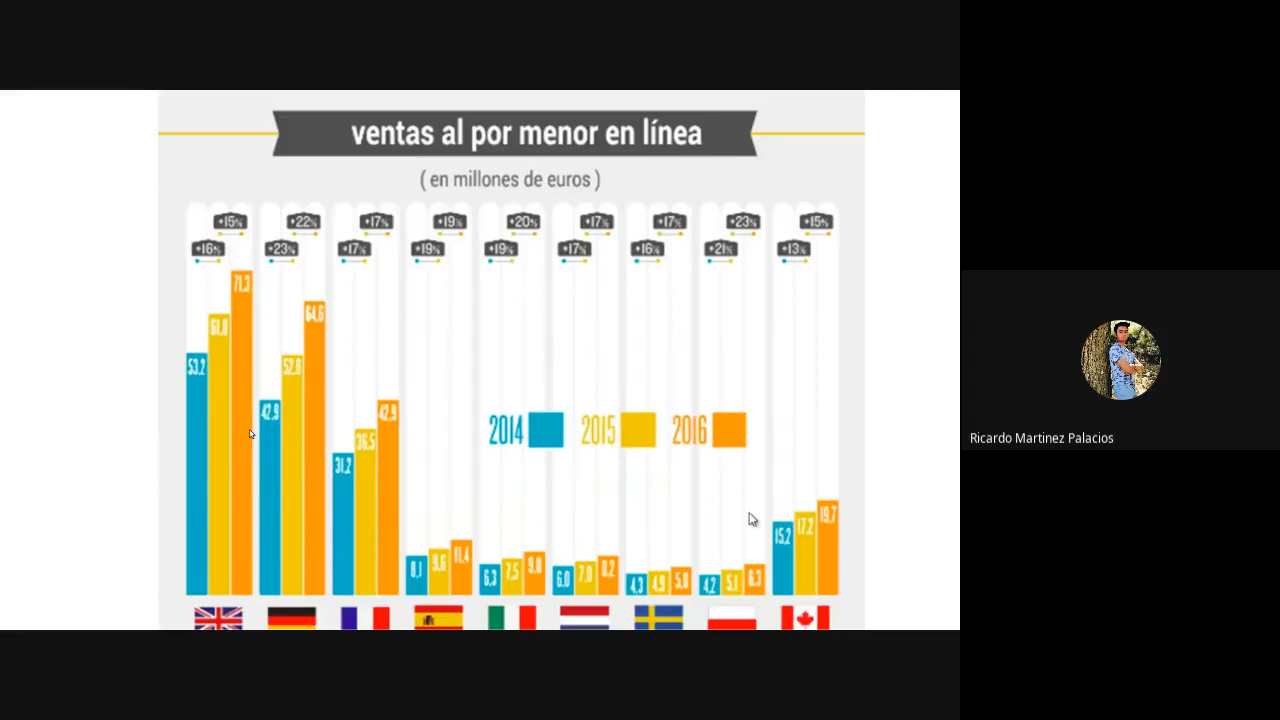 ventas al por menor en línea
( en millones de euros )
+15% +22% +17% +19% +20% +17% +17% +23% +15%
+16% +23% +17% +19% +19% +17% +16% +21% +13%
71,3
64,6
61,8
53,2 52,8
42,9 42,9
2014 2015 2016
36,5
Ricardo Martinez Palacios
31,2
19,7
17,2
15,2
8,1 9,6 11,4
6,3 7,5 9,0
6,0 7,0 8,2
4,3 4,9 5,8
4,2 5,1 6,3